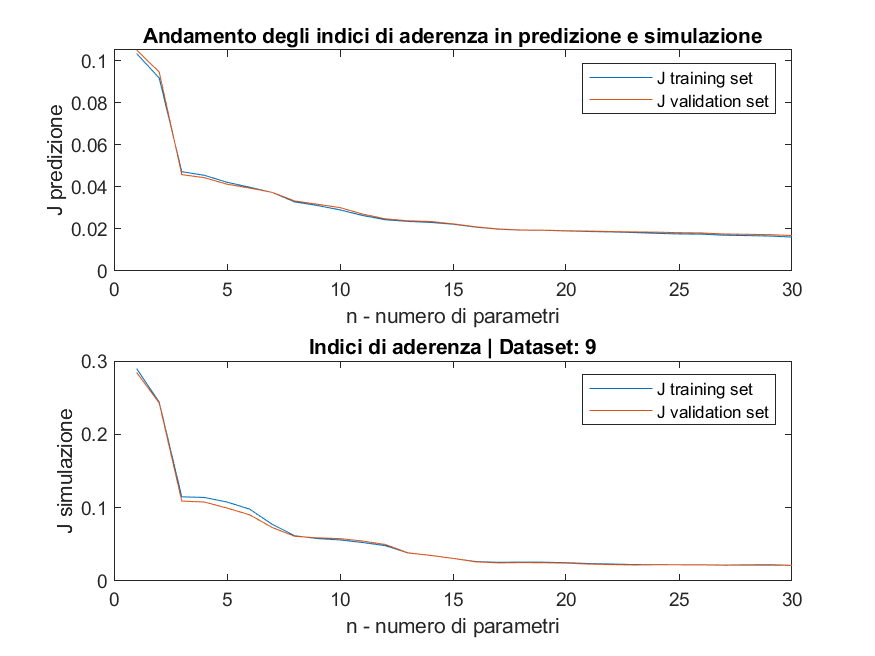 Andamento degli indici di aderenza in predizione e simulazione
J predizione
0.1
0.08
0.06
0.04
0.02
0
J training set
J validation set
0 5 10 15 20 25 30
n - numero di parametri
Indici di aderenza | Dataset: 9
J simulazione
0.3
0.2
0.1
0
J training set
J validation set
0 5 10 15 20 25 30
n - numero di parametri